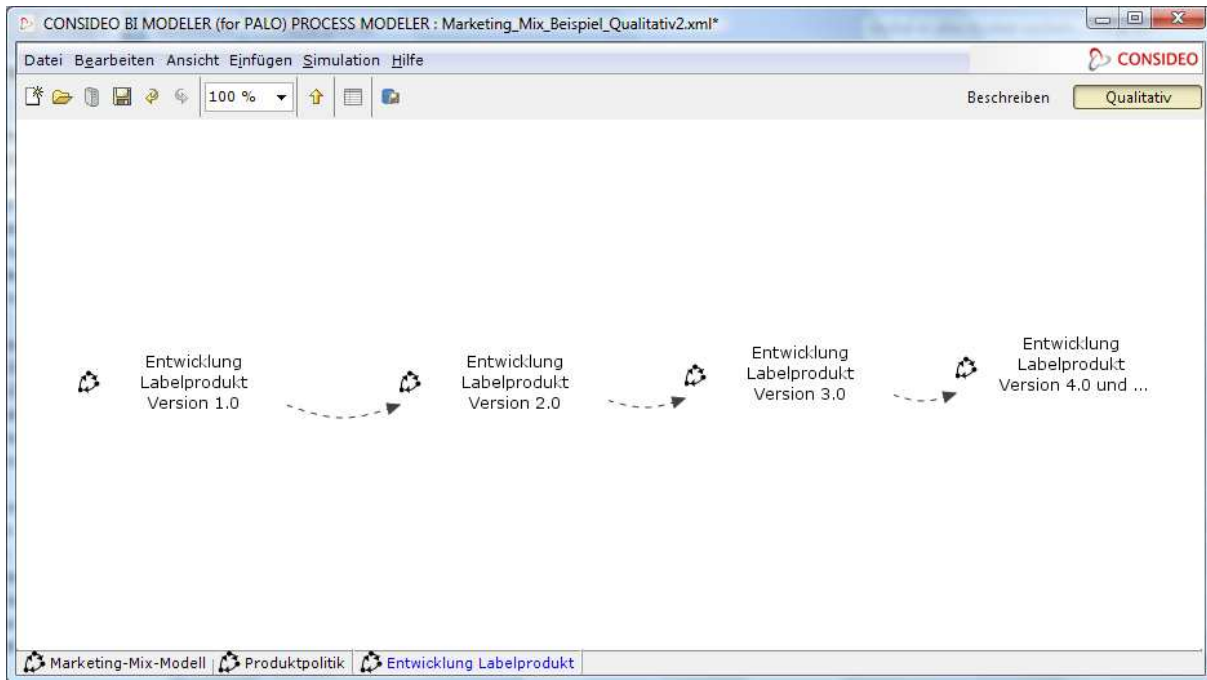 CONSIDEO BI MODELER (for PALO) PROCESS MODELER : Marketing_Mix_Beispiel_Qualitativ2.xml*
Datei Bearbeiten Ansicht Einfügen Simulation Hilfe
CONSIDEO
100 %
Beschreiben
Qualitativ
Entwicklung
Labelprodukt
Version 1.0
Entwicklung
Labelprodukt
Version 2.0
Entwicklung
Labelprodukt
Version 3.0
Entwicklung
Labelprodukt
Version 4.0 und ...
Marketing-Mix-Modell
Produktpolitik
Entwicklung Labelprodukt